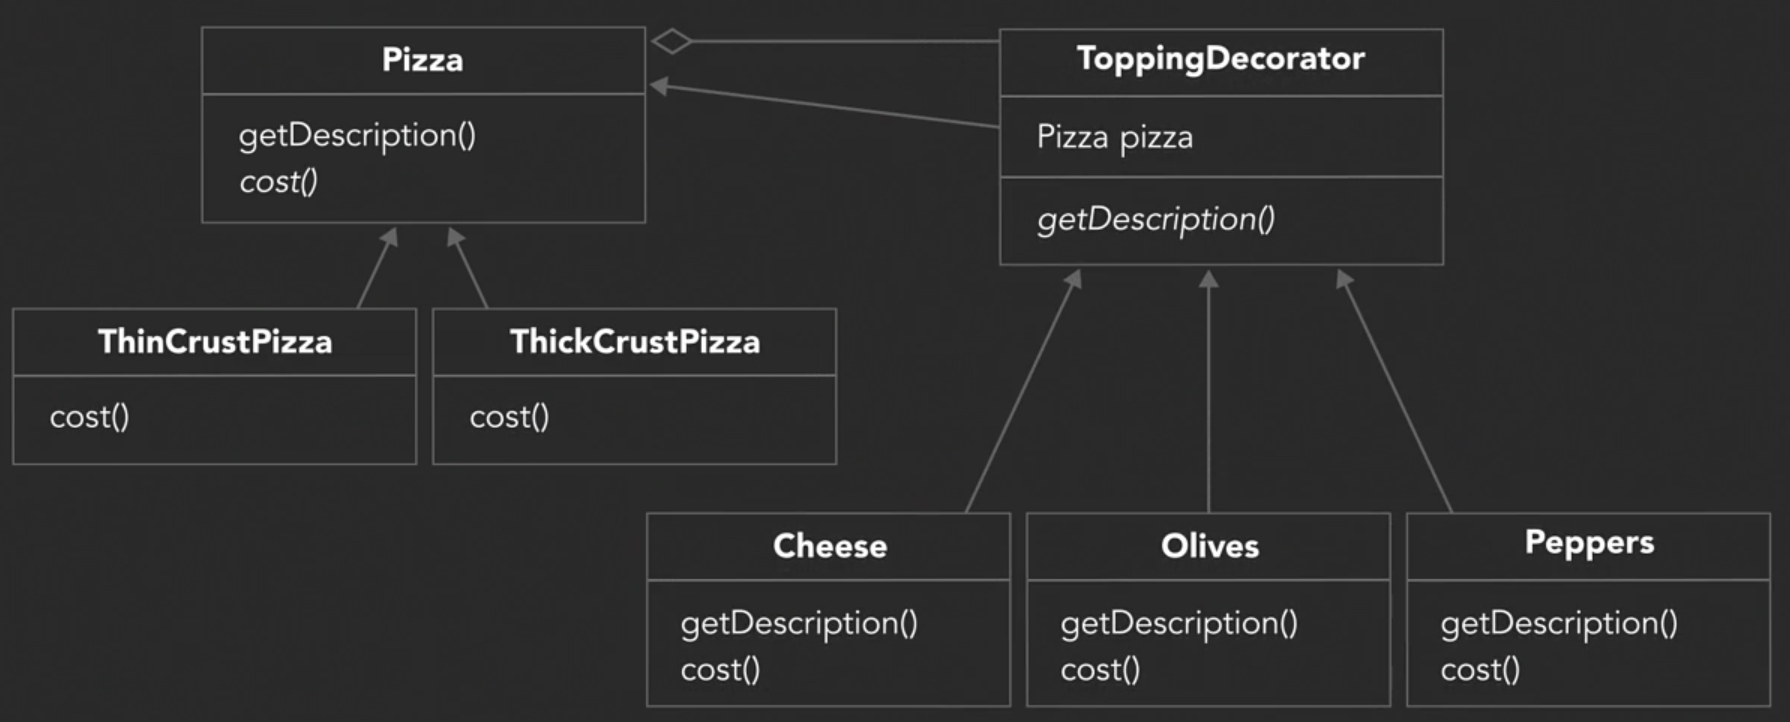 Pizza
getDescription()
cost()
ToppingDecorator
Pizza pizza
getDescription()
ThinCrustPizza
cost()
ThickCrustPizza
cost()
Cheese
getDescription()
cost()
Olives
getDescription()
cost()
Peppers
getDescription()
cost()